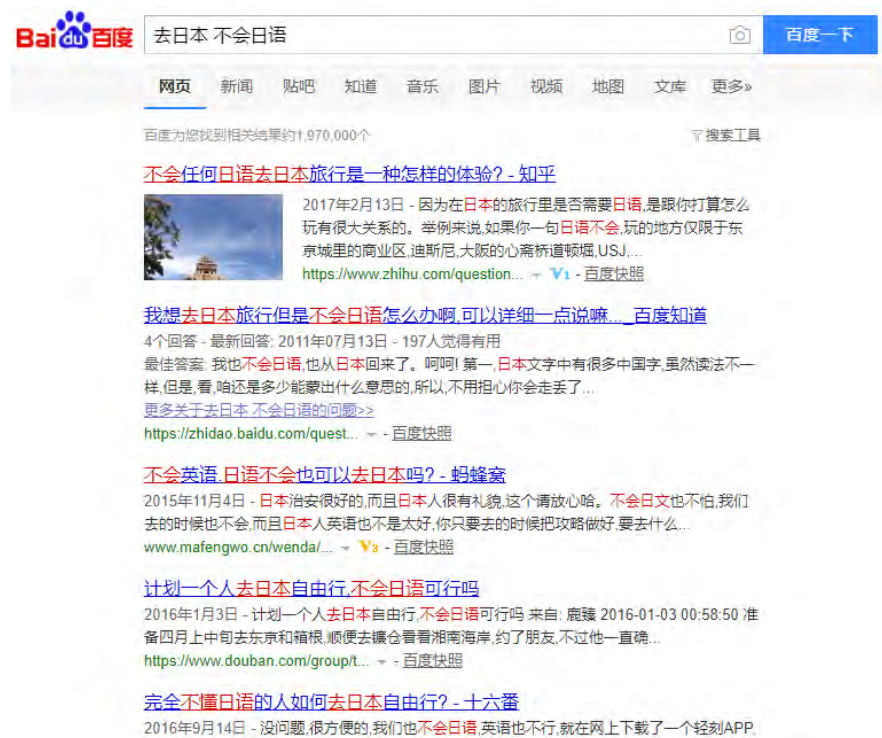 Bai du 百度
去日本 不会日语
百度一下
网页 新闻 贴吧 知道 音乐 图片 视频 地图 文库 更多»
百度为您找到相关结果约1,970,000个
搜索工具
不会任何日语去日本旅行是一种怎样的体验? - 知乎
2017年2月13日 - 因为在日本的旅行里是否需要日语,是跟你打算怎么
玩有很大关系的。举例来说,如果你一句日语不会,玩的地方仅限于东
京城里的商业区,迪斯尼,大阪的心斋桥道顿堀,USJ,...
https://www.zhihu.com/question... V1 - 百度快照
我想去日本旅行但是不会日语怎么办啊,可以详细一点说嘛..._百度知道
4个回答 - 最新回答: 2011年07月13日 - 197人觉得有用
最佳答案: 我也不会日语,也从日本回来了。呵呵! 第一,日本文字中有很多中国字,虽然读法不一
样,但是,看,咱还是多少能蒙出什么意思的,所以,不用担心你会走丢了...
更多关于去日本 不会日语的问题>>
https://zhidao.baidu.com/quest... - 百度快照
不会英语.日语不会也可以去日本吗? - 蚂蜂窝
2015年11月4日 - 日本治安很好的,而且日本人很有礼貌,这个请放心哈。不会日文也不怕,我们
去的时候也不会,而且日本人英语也不是太好,你只要去的时候把攻略做好,要去什么...
www.mafengwo.cn/wenda/... V3 - 百度快照
计划一个人去日本自由行,不会日语可行吗
2016年1月3日 - 计划一个人去日本自由行,不会日语可行吗 来自: 鹿臻 2016-01-03 00:58:50 准
备四月上中旬去东京和箱根,顺便去镰仓看看湘南海岸,约了朋友,不过他一直确...
https://www.douban.com/group/t... - 百度快照
完全不懂日语的人如何去日本自由行? - 十六番
2016年9月14日 - 没问题,很方便的,我们也不会日语,英语也不行,就在网上下载了一个轻刻APP,